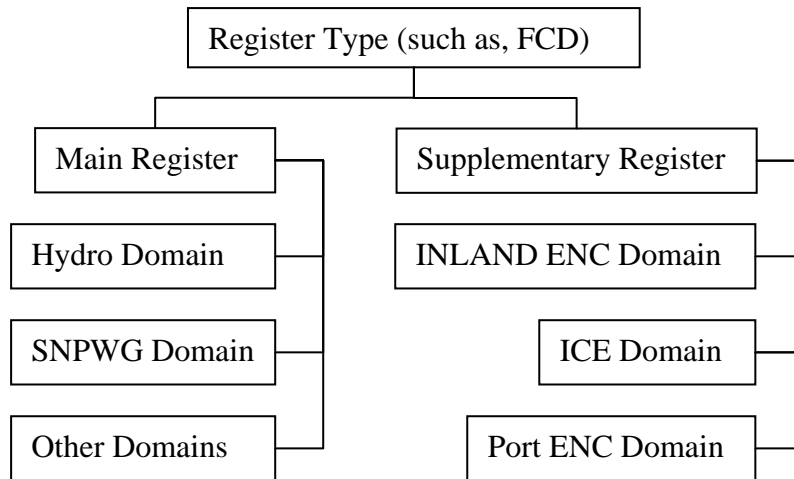 Register Type (such as, FCD)
Main Register
Supplementary Register
Hydro Domain
INLAND ENC Domain
SNPWG Domain
ICE Domain
Other Domains
Port ENC Domain